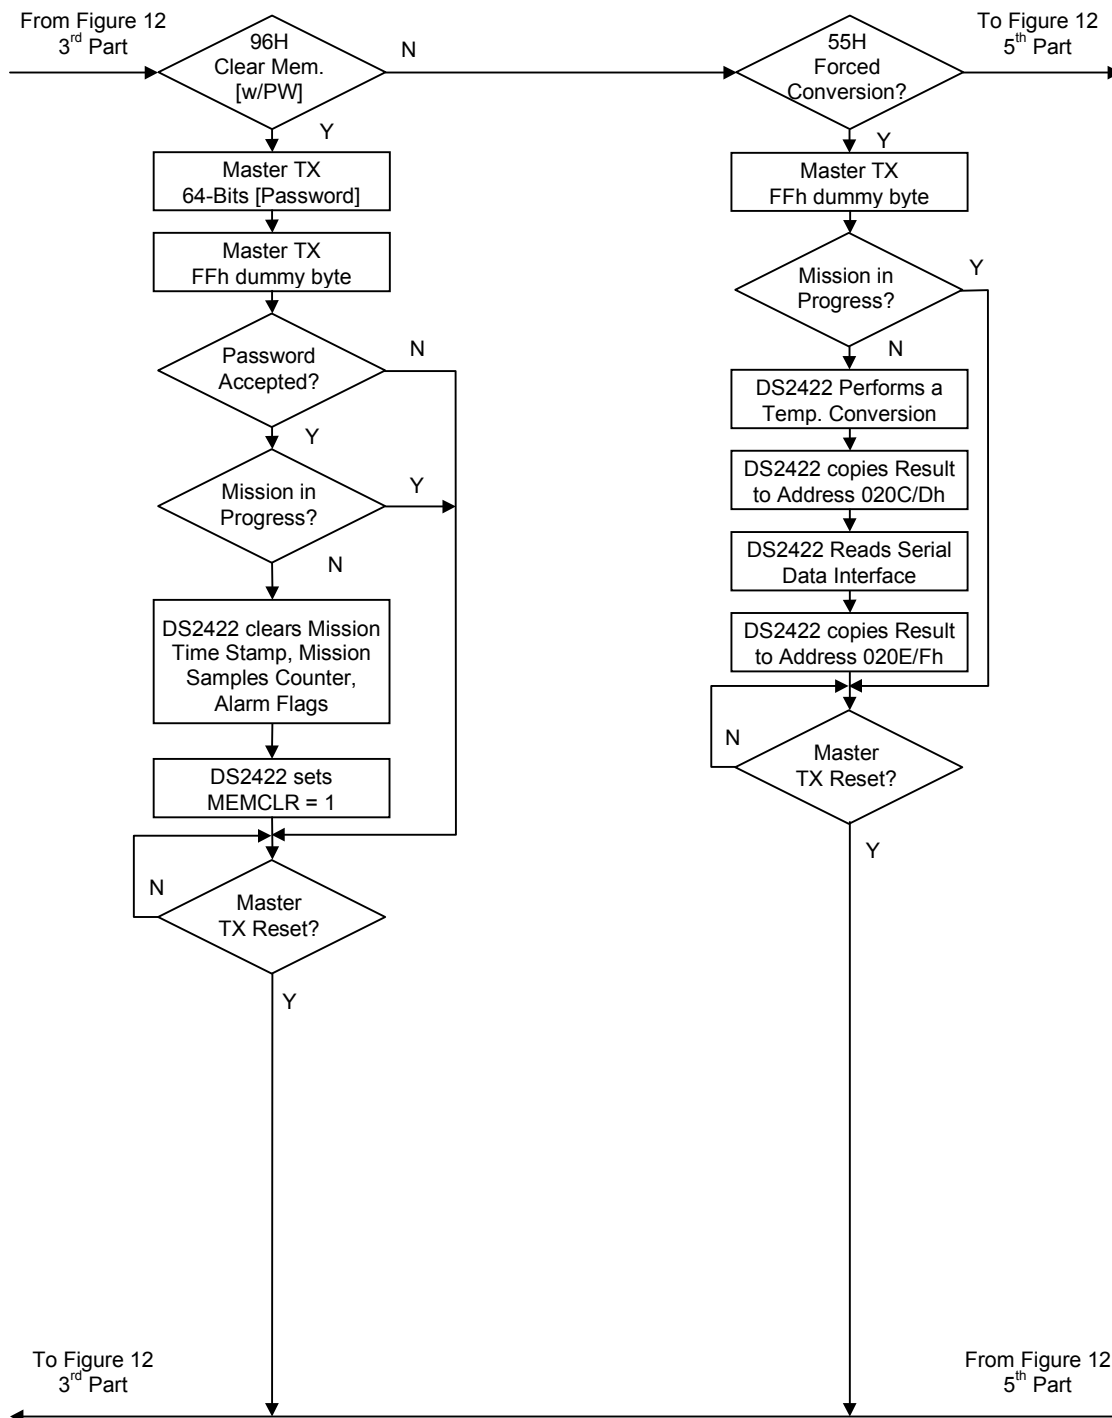 From Figure 12
3rd Part
96H
Clear Mem.
[w/PW]
N
Y
Master TX
64-Bits [Password]
Master TX
FFh dummy byte
Password
Accepted?
N
Y
Mission in
Progress?
Y
N
DS2422 clears Mission
Time Stamp, Mission
Samples Counter,
Alarm Flags
DS2422 sets
MEMCLR = 1
N
Master
TX Reset?
Y
55H
Forced
Conversion?
To Figure 12
5th Part
Y
Master TX
FFh dummy byte
Mission in
Progress?
Y
N
DS2422 Performs a
Temp. Conversion
DS2422 copies Result
to Address 020C/Dh
DS2422 Reads Serial
Data Interface
DS2422 copies Result
to Address 020E/Fh
N
Master
TX Reset?
Y
To Figure 12
3rd Part
From Figure 12
5th Part